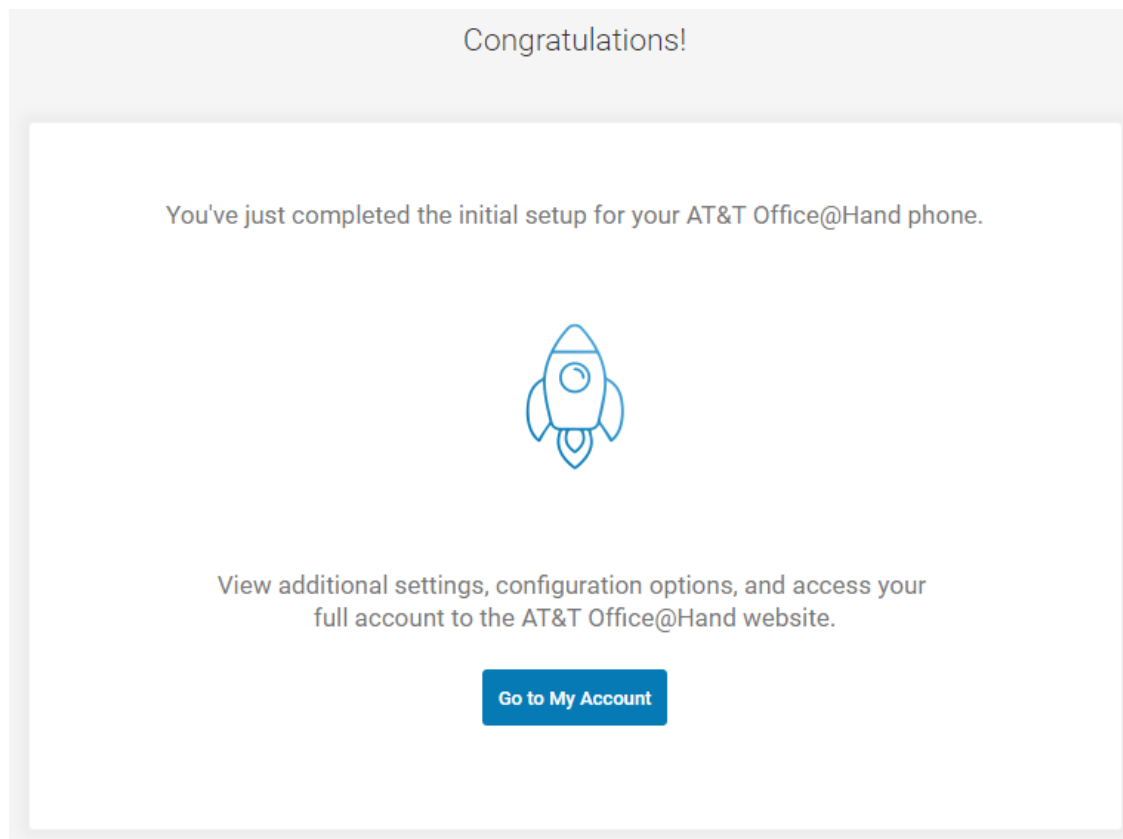 Congratulations!
You've just completed the initial setup for your AT&T Office@Hand phone.
View additional settings, configuration options, and access your
full account to the AT&T Office@Hand website.
Go to My Account